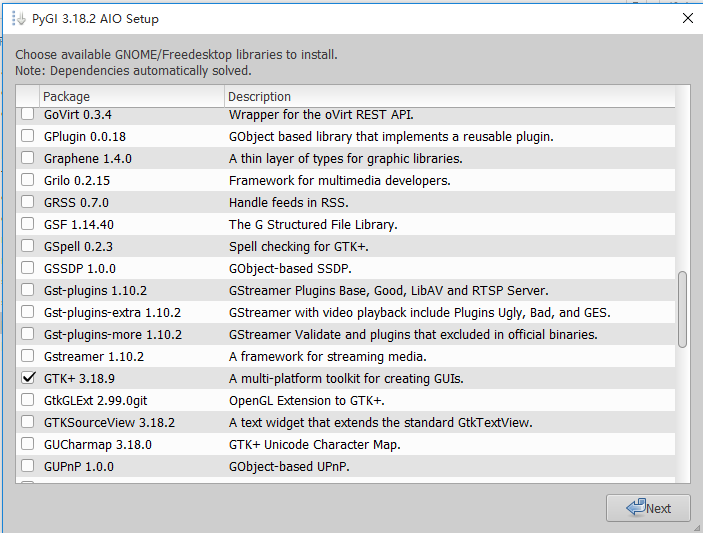 PyGI 3.18.2 AIO Setup
Choose available GNOME/Freedesktop libraries to install.
Note: Dependencies automatically solved.
Package Description
GoVirt 0.3.4 Wrapper for the oVirt REST API.
GPlugin 0.0.18 GObject based library that implements a reusable plugin.
Graphene 1.4.0 A thin layer of types for graphic libraries.
Grilo 0.2.15 Framework for multimedia developers.
GRSS 0.7.0 Handle feeds in RSS.
GSF 1.14.40 The G Structured File Library.
GSpell 0.2.3 Spell checking for GTK+.
GSSDP 1.0.0 GObject-based SSDP.
Gst-plugins 1.10.2 GStreamer Plugins Base, Good, LibAV and RTSP Server.
Gst-plugins-extra 1.10.2 GStreamer with video playback include Plugins Ugly, Bad, and GES.
Gst-plugins-more 1.10.2 GStreamer Validate and plugins that excluded in official binaries.
Gstreamer 1.10.2 A framework for streaming media.
GTK+ 3.18.9 A multi-platform toolkit for creating GUIs.
GtkGLExt 2.99.0git OpenGL Extension to GTK+.
GTKSourceView 3.18.2 A text widget that extends the standard GtkTextView.
GUCharmap 3.18.0 GTK+ Unicode Character Map.
GUPnP 1.0.0 GObject-based UPnP.
Next